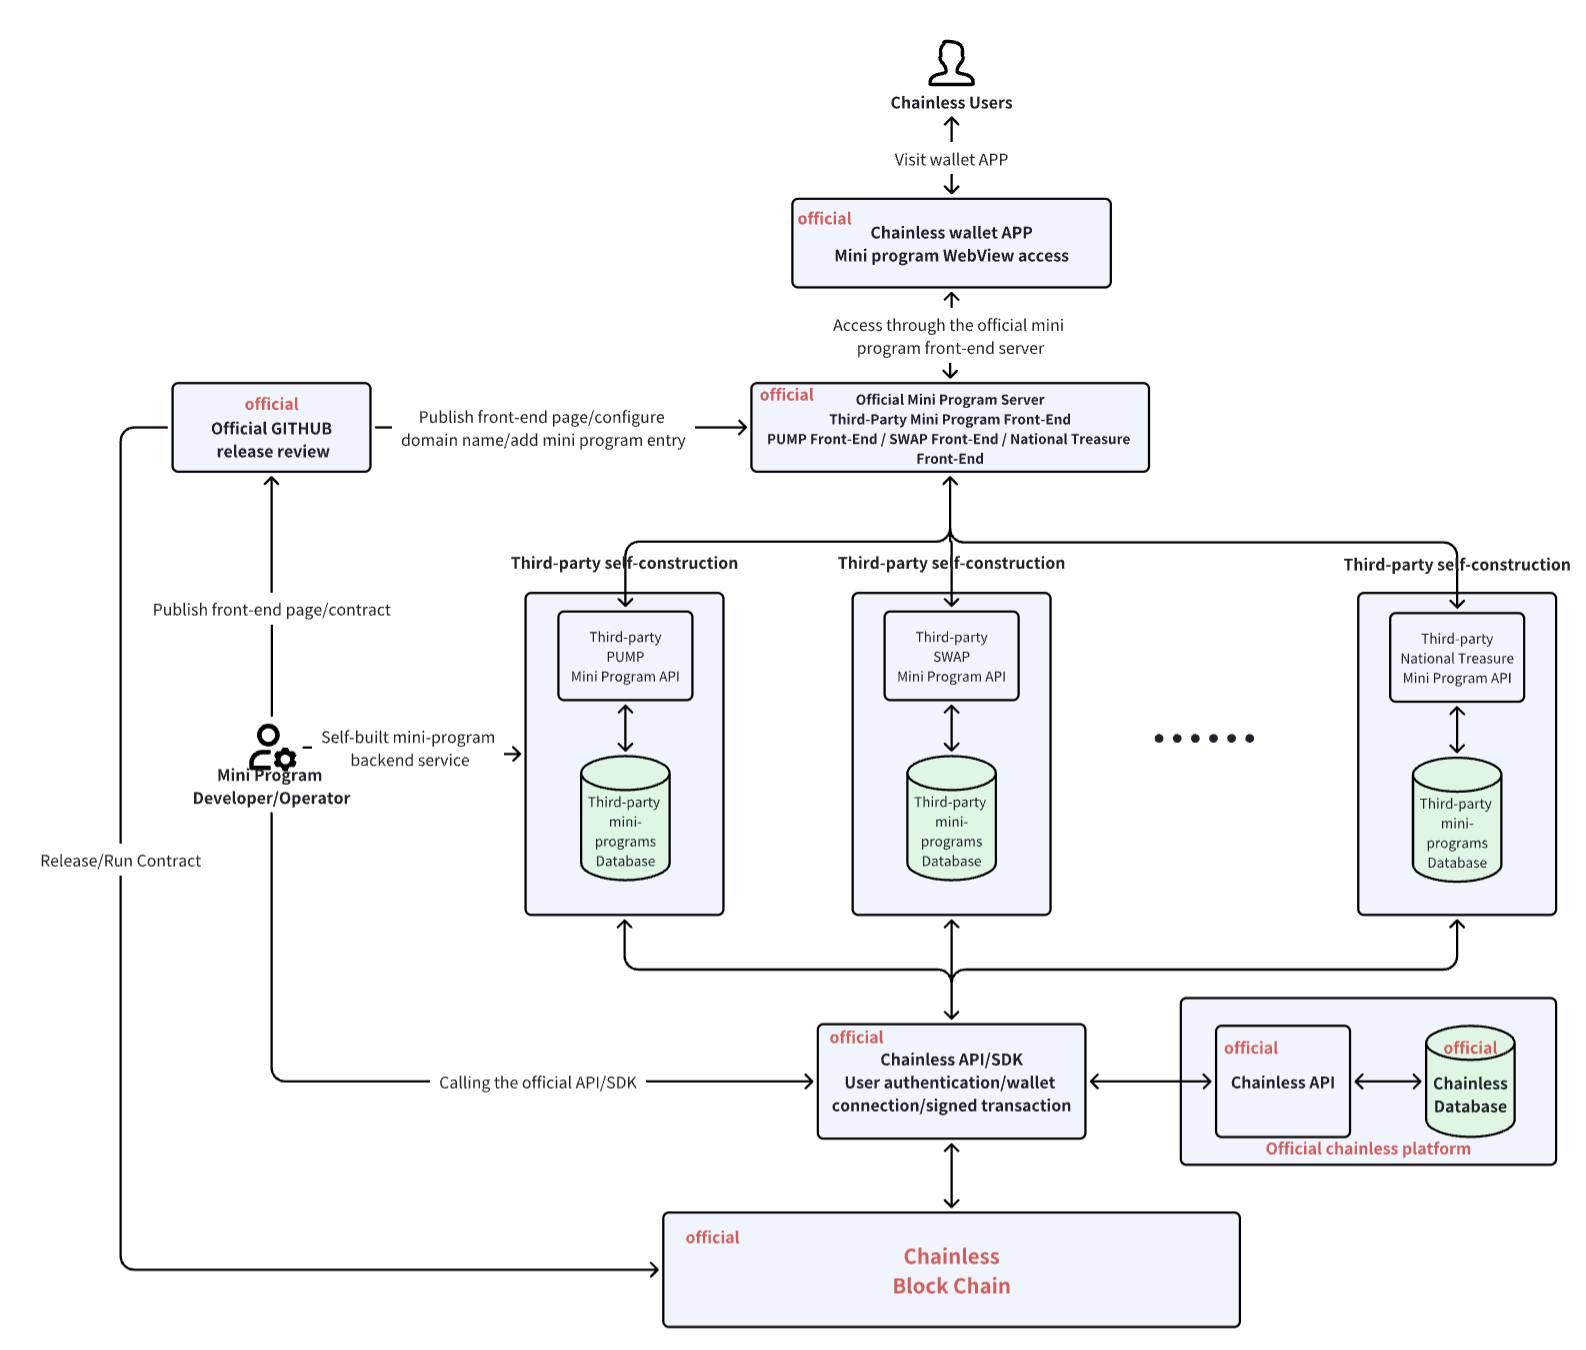 Chainless Users
Visit wallet APP
official
Chainless wallet APP
Mini program WebView access
Access through the official mini
program front-end server
official
Official GITHUB
release review
Publish front-end page/configure
domain name/add mini program entry
official
Official Mini Program Server
Third-Party Mini Program Front-End
PUMP Front-End / SWAP Front-End / National Treasure
Front-End
Third-party self-construction
Third-party self-construction
Third-party self-construction
Publish front-end page/contract
Third-party
PUMP
Mini Program API
Third-party
SWAP
Mini Program API
Third-party
National Treasure
Mini Program API
Self-built mini-program
backend service
Mini Program
Developer/Operator
••••••
Third-party
mini-
programs
Database
Third-party
mini-
programs
Database
Third-party
mini-
programs
Database
Release/Run Contract
Calling the official API/SDK
official
Chainless API/SDK
User authentication/wallet
connection/signed transaction
official
Chainless API
official
Chainless
Database
Official chainless platform
official
Chainless
Block Chain